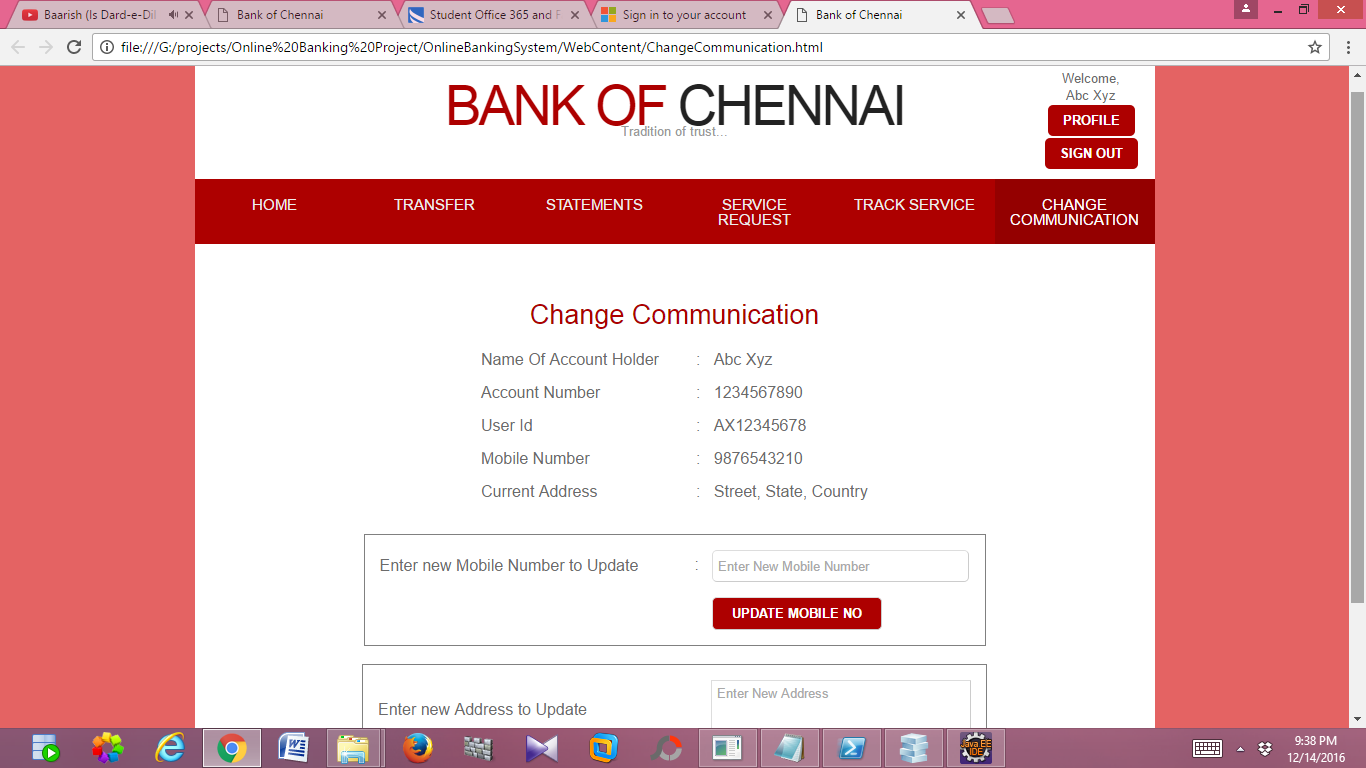 Baarish (Is Dard-e-Dil
Bank of Chennai
Student Office 365 and F
Sign in to your account
Bank of Chennai
file:///G:/projects/Online%20Banking%20Project/OnlineBankingSystem/WebContent/ChangeCommunication.html
Welcome,
Abc Xyz
BANK OF CHENNAI
Tradition of trust...
PROFILE
SIGN OUT
HOME
TRANSFER
STATEMENTS
SERVICE
REQUEST
TRACK SERVICE
CHANGE
COMMUNICATION
Change Communication
Name Of Account Holder : Abc Xyz
Account Number : 1234567890
User Id : AX12345678
Mobile Number : 9876543210
Current Address : Street, State, Country
Enter new Mobile Number to Update : Enter New Mobile Number
UPDATE MOBILE NO
Enter New Address
Enter new Address to Update
Java EE
IDE
9:38 PM
12/14/2016